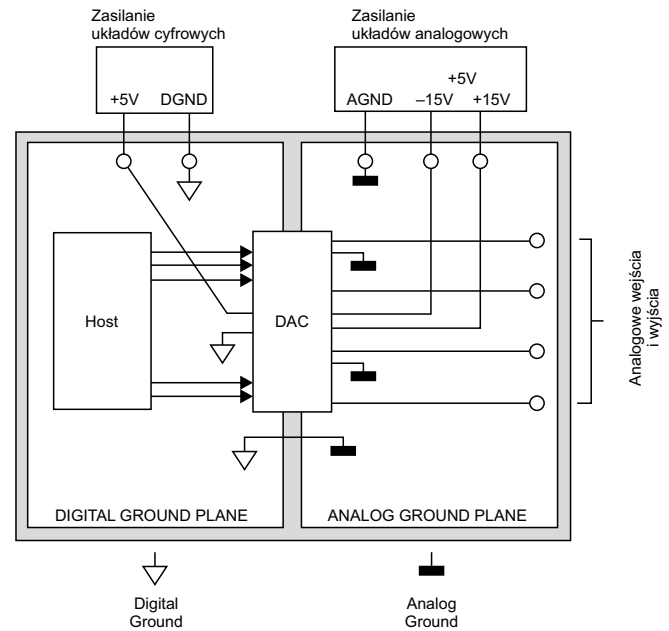 Zasilanie
układów cyfrowych
Zasilanie
układów analogowych
+5V DGND
+5V
AGND –15V +15V
Host
DAC
Analogowe wejścia
i wyjścia
DIGITAL GROUND PLANE
ANALOG GROUND PLANE
Digital
Ground
Analog
Ground